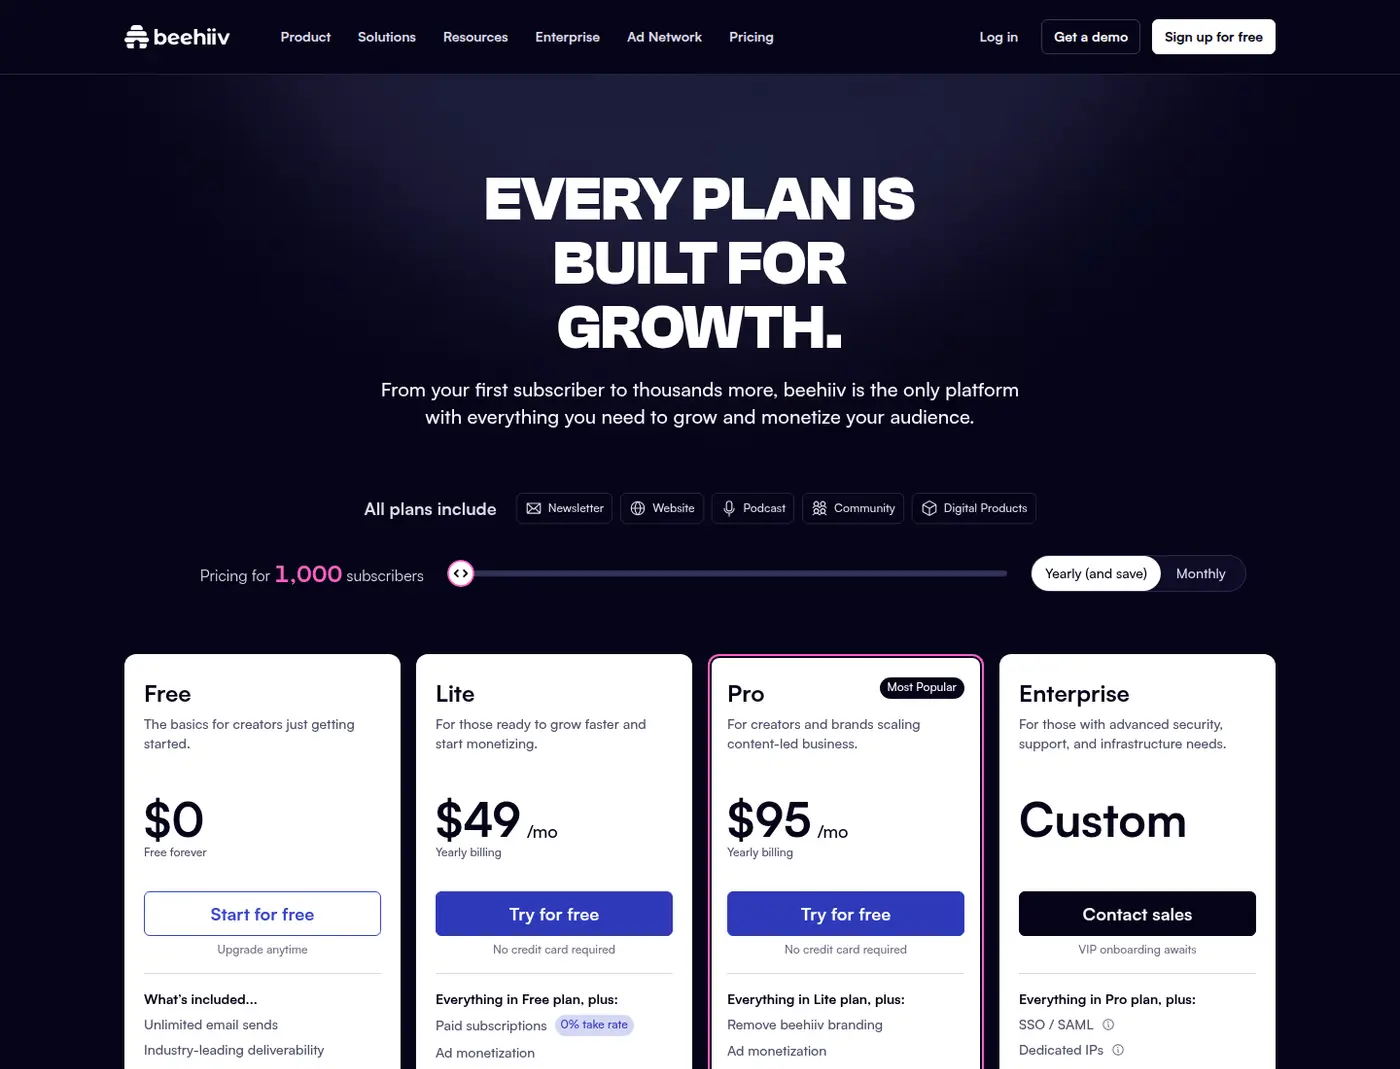 beehiiv
Product
Solutions
Resources
Enterprise
Ad Network
Pricing
Log in
Get a demo
Sign up for free
EVERY PLAN IS
BUILT FOR
GROWTH.
From your first subscriber to thousands more, beehiiv is the only platform
with everything you need to grow and monetize your audience.
All plans include
Newsletter
Website
Podcast
Community
Digital Products
Pricing for 1,000 subscribers
Yearly (and save)
Monthly
Free
The basics for creators just getting
started.
$0
Free forever
Start for free
Upgrade anytime
What's included...
Unlimited email sends
Industry-leading deliverability
Lite
For those ready to grow faster and
start monetizing.
$49 /mo
Yearly billing
Try for free
No credit card required
Everything in Free plan, plus:
Paid subscriptions 0% take rate
Ad monetization
Pro
Most Popular
For creators and brands scaling
content-led business.
$95 /mo
Yearly billing
Try for free
No credit card required
Everything in Lite plan, plus:
Remove beehiiv branding
Ad monetization
Enterprise
For those with advanced security,
support, and infrastructure needs.
Custom
Contact sales
VIP onboarding awaits
Everything in Pro plan, plus:
SSO / SAML
Dedicated IPs